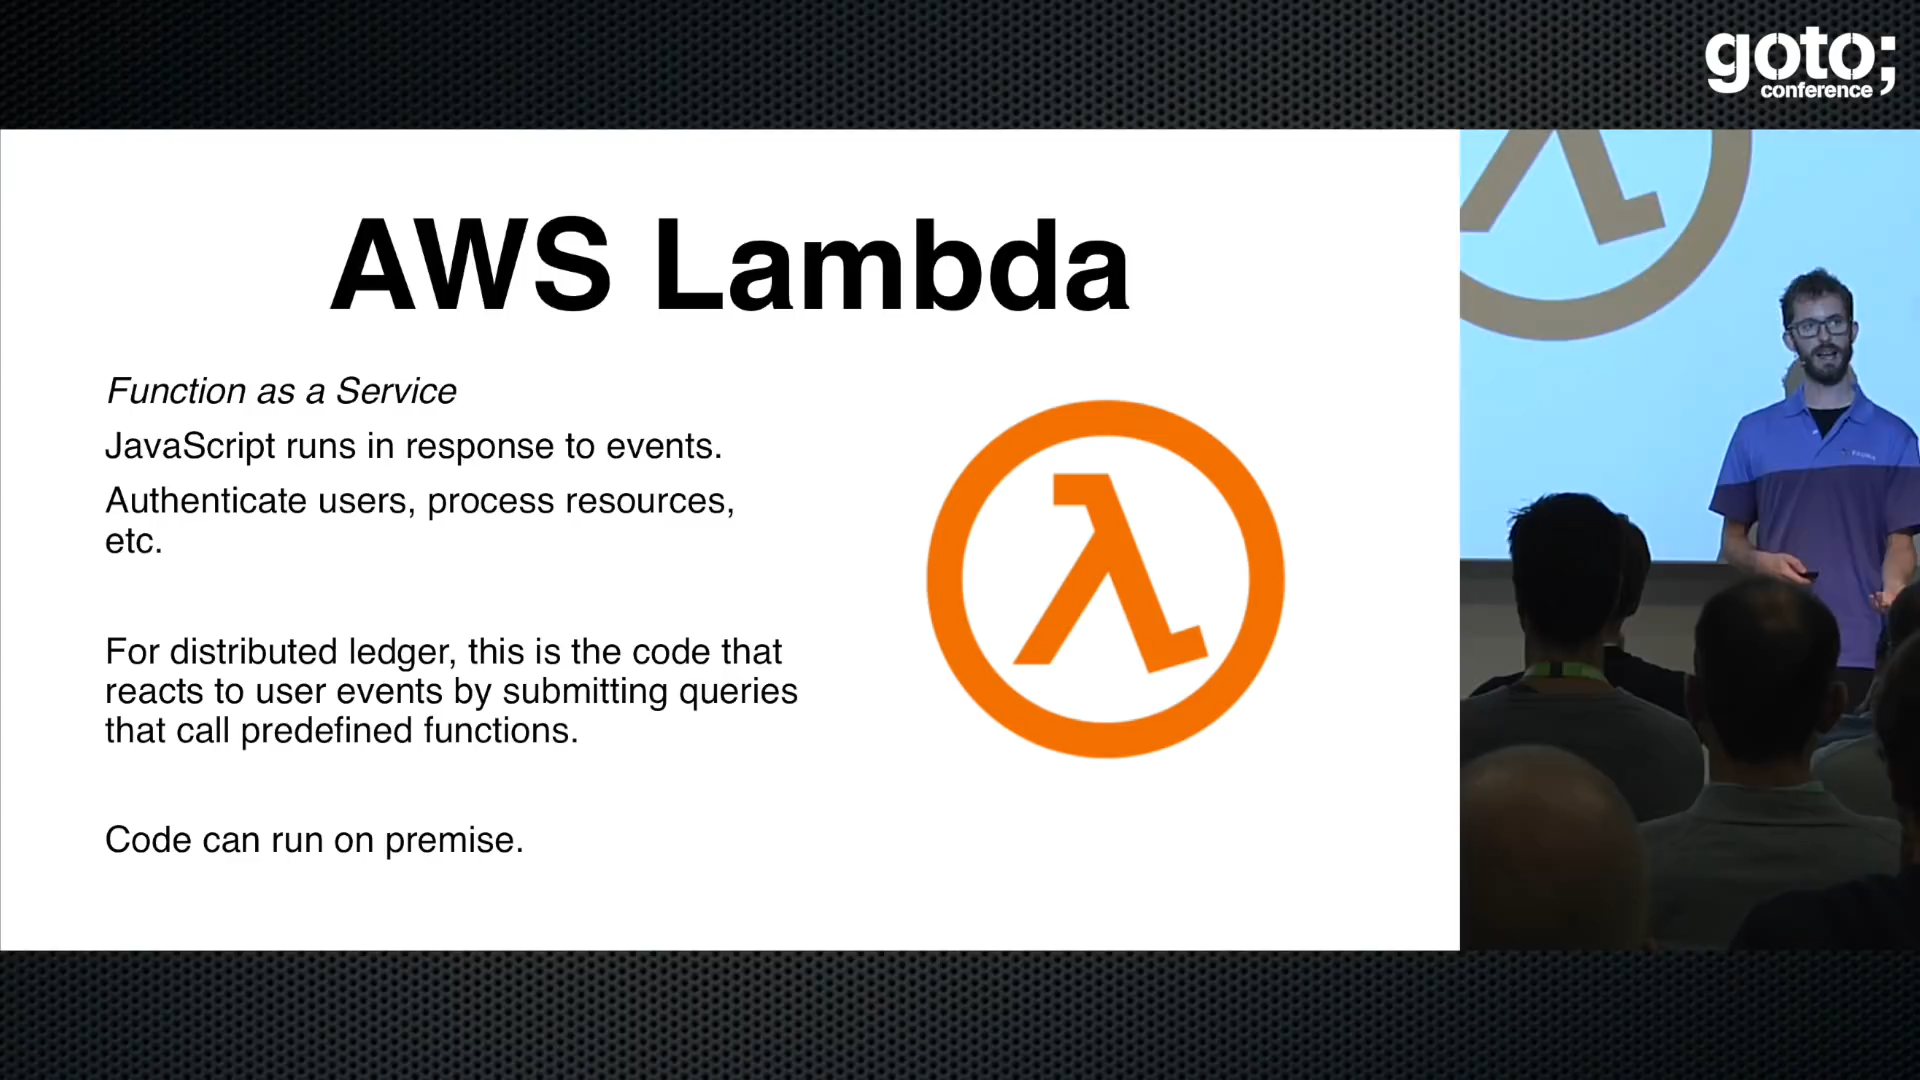 goto;
conference
AWS Lambda
Function as a Service
JavaScript runs in response to events.
Authenticate users, process resources,
etc.
For distributed ledger, this is the code that
reacts to user events by submitting queries
that call predefined functions.
Code can run on premise.